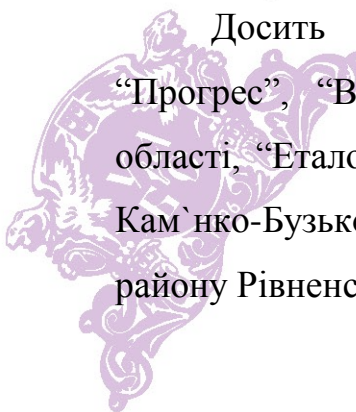 Досить
“Прогрес”, “В
області, “Етало
Кам`нко-Бузько
району Рівненс